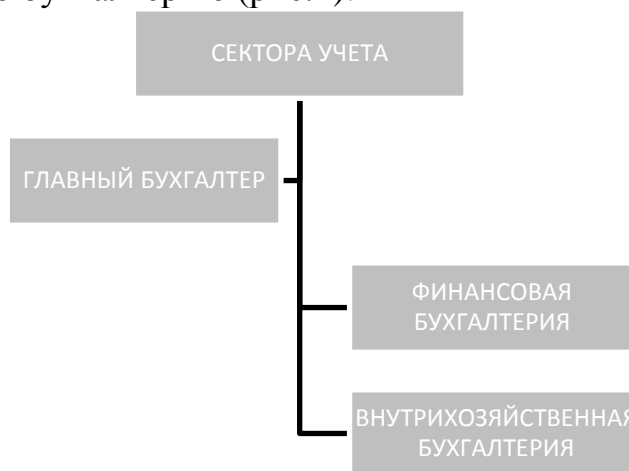 СЕКТОРА УЧЕТА
ГЛАВНЫЙ БУХГАЛТЕР
ФИНАНСОВАЯ
БУХГАЛТЕРИЯ
ВНУТРИХОЗЯЙСТВЕННАЯ
БУХГАЛТЕРИЯ